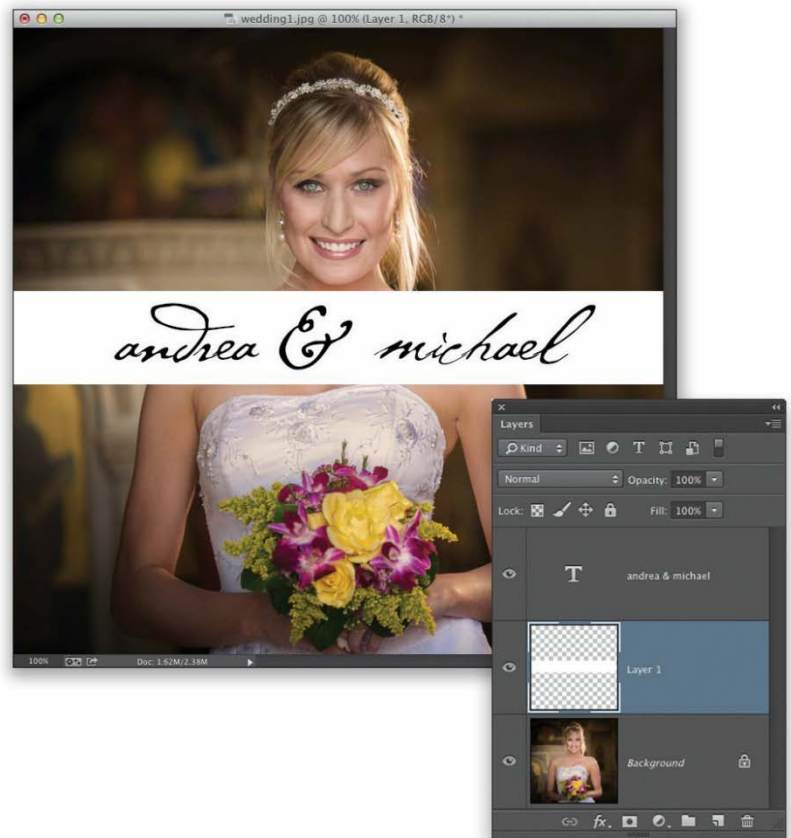 wedding1.jpg @ 100% (Layer 1, RGB/8*) *
andrea & michael
Layers
Kind
Normal
Opacity: 100%
Lock:
Fill: 100%
T
andrea & michael
Layer 1
Background
fx.
100%
Doc: 1.62M/2.38M